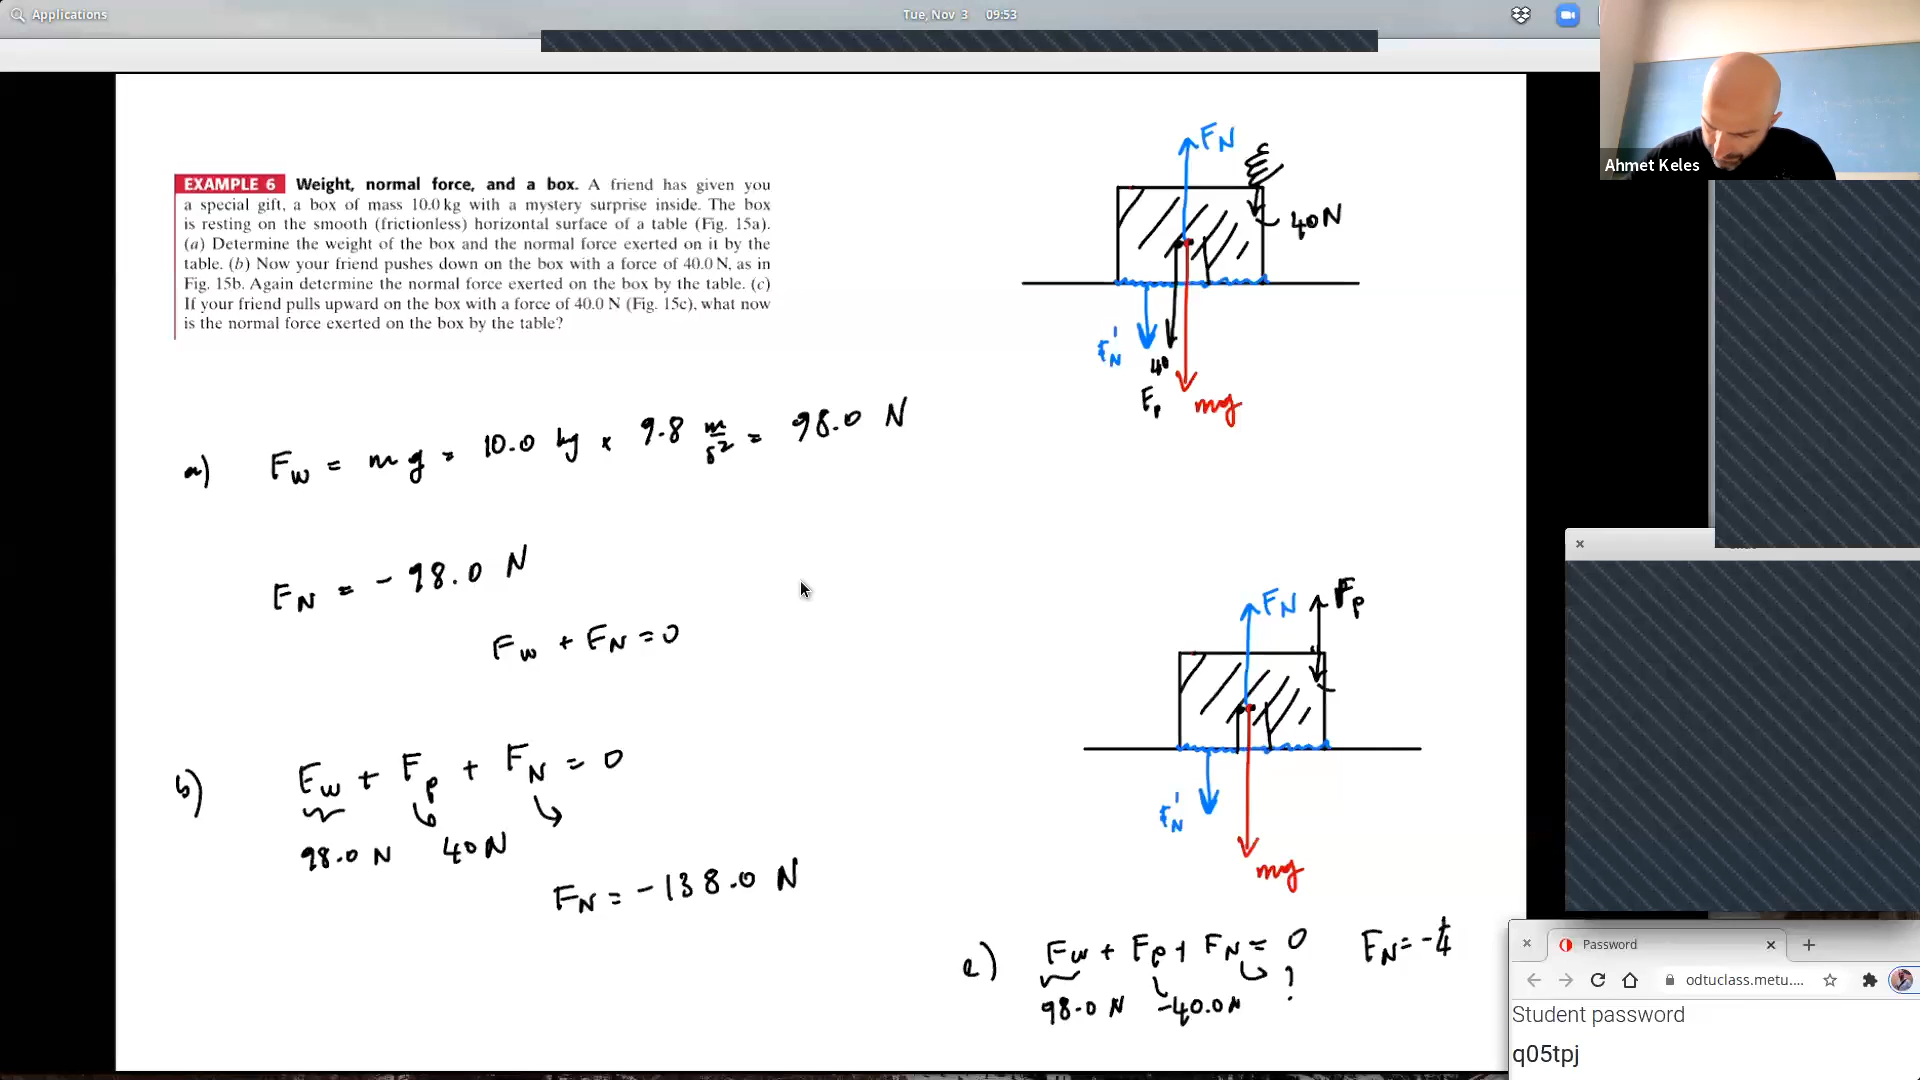 Applications
Tue, Nov 3 09:53
Ahmet Keles
EXAMPLE 6 Weight, normal force, and a box. A friend has given you
a special gift, a box of mass 10.0 kg with a mystery surprise inside. The box
is resting on the smooth (frictionless) horizontal surface of a table (Fig. 15a).
(a) Determine the weight of the box and the normal force exerted on it by the
table. (b) Now your friend pushes down on the box with a force of 40.0 N, as in
Fig. 15b. Again determine the normal force exerted on the box by the table. (c)
If your friend pulls upward on the box with a force of 40.0 N (Fig. 15c), what now
is the normal force exerted on the box by the table?
FN
40N
F'N
40
Fp
mg
a) Fw = mg = 10.0 kg × 9.8 m/s² = 98.0 N
FN = -98.0 N
Fw + FN = 0
b) Fw + Fp + FN = 0
98.0 N 40N
FN = -138.0 N
FN
Fp
F'N
mg
c) Fw + Fp + FN = 0 FN = -4
98.0 N -40.0N ?
Password
odtuclass.metu....
Student password
q05tpj